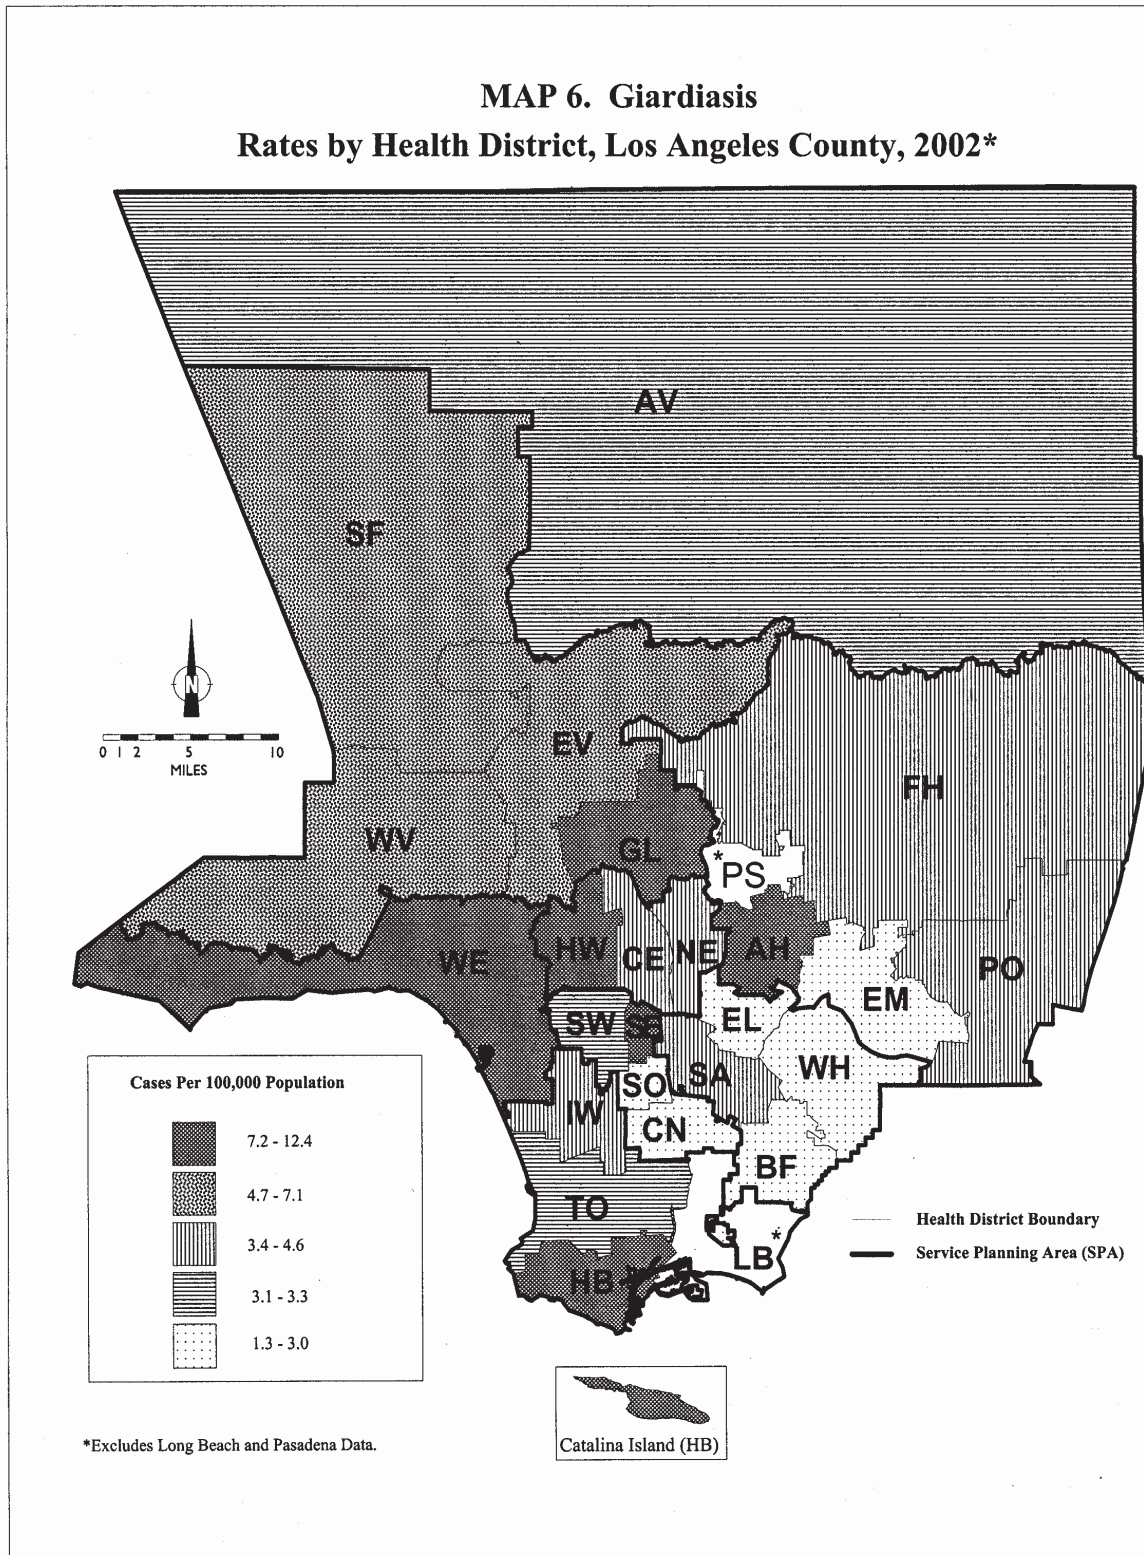 MAP 6. Giardiasis
Rates by Health District, Los Angeles County, 2002*
AV
SF
N
0 1 2 5 10
MILES
EV
FH
WV
GL
*
PS
HW
WE
CE
NE
AH
PO
EM
SW
SE
EL
WH
SO
SA
IW
CN
BF
TO
*
LB
HB
Cases Per 100,000 Population
7.2 - 12.4
4.7 - 7.1
3.4 - 4.6
3.1 - 3.3
1.3 - 3.0
Health District Boundary
Service Planning Area (SPA)
Catalina Island (HB)
*Excludes Long Beach and Pasadena Data.